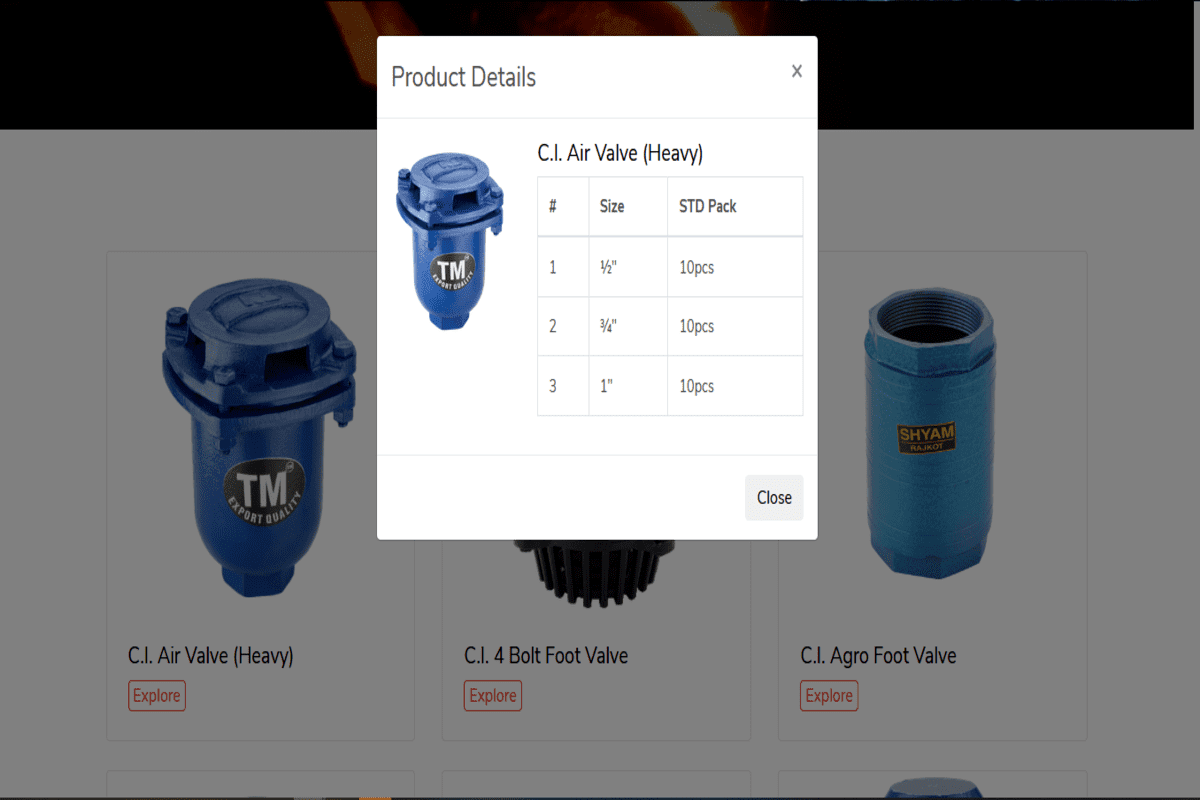 Product Details
x
C.I. Air Valve (Heavy)
# Size STD Pack
1 ½" 10pcs
2 ¾" 10pcs
3 1" 10pcs
TM
EXPORT QUALITY
Close
TM
EXPORT QUALITY
SHYAM
RAJKOT
C.I. Air Valve (Heavy)
Explore
C.I. 4 Bolt Foot Valve
Explore
C.I. Agro Foot Valve
Explore